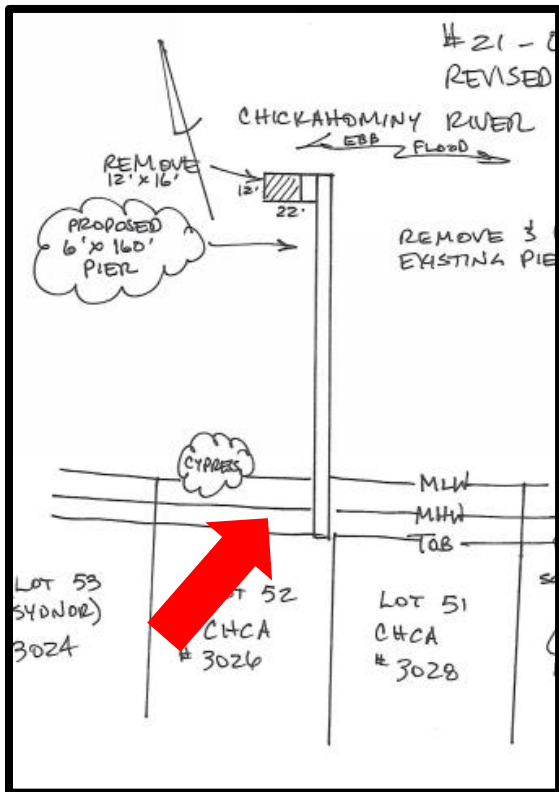 # 21 -
REVISED
CHICKAHOMINY RIVER
EBB FLOOD
REMOVE
12' x 16'
12'
22'
PROPOSED
6' x 160'
PIER
REMOVE &
EXISTING PIE
CYPRESS
MLW
MHW
TOB
LOT 53
SYDNOR)
3024
52
CHCA
# 3026
LOT 51
CHCA
# 3028